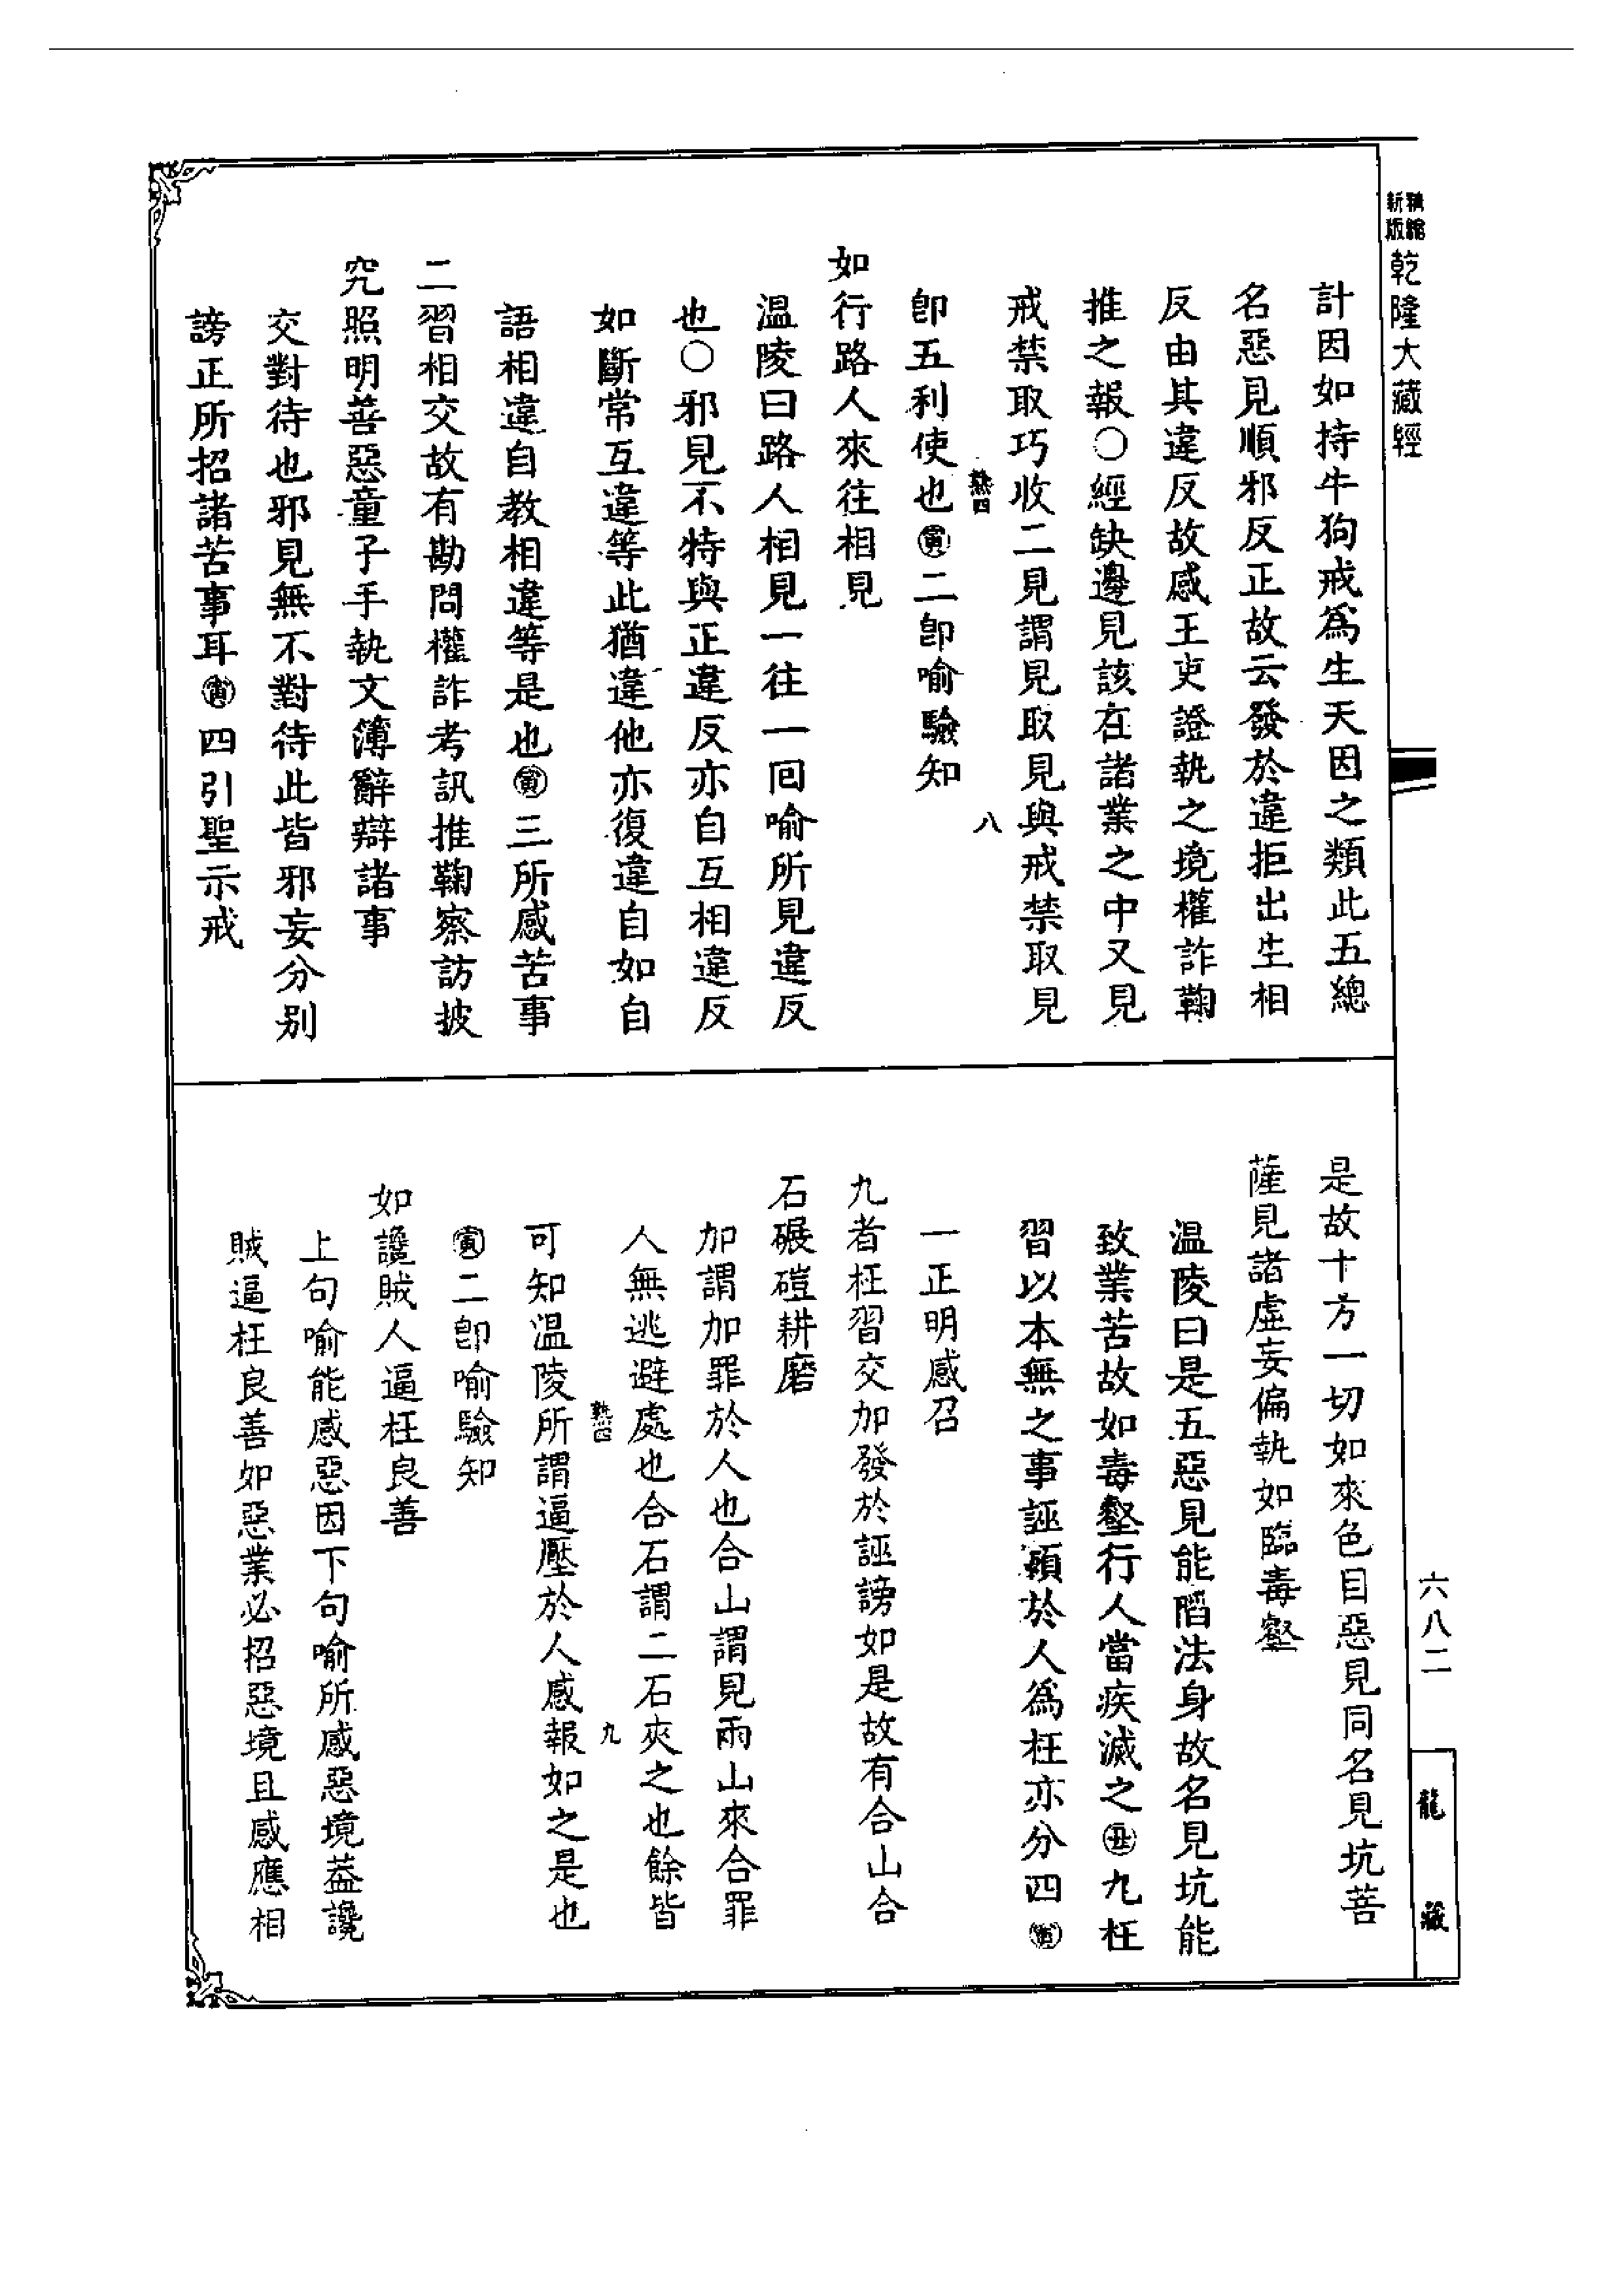 新版
精縮
乾隆大藏經
計因如持牛狗戒爲生天因之類此五總
名惡見順邪反正故云發於違拒出生相
反由其違反故感王吏證執之境權詐鞫
推之報〇經缺邊見該在諸業之中又見
戒禁取巧收二見謂見取見與戒禁取見
熟四
八
卽五利使也㊢二卽喻驗知
如行路人來往相見
温陵曰路人相見一往一回喻所見違反
也〇邪見不特與正違反亦自互相違反
如斷常互違等此猶違他亦復違自如自
語相違自教相違等是也寅三所感苦事
二習相交故有勘問權詐考訊推鞫察訪披
究照明善惡童子手執文簿辭辯諸事
交對待也邪見無不對待此皆邪妄分别
謗正所招諸苦事耳寅四引聖示戒
是故十方一切如來色目惡見同名見坑菩
薩見諸虛妄偏執如臨毒壑
温陵曰是五惡見能陷法身故名見坑能
致業苦故如毒壑行人當疾滅之丑九枉
習以本無之事誣賴於人爲枉亦分四寅
一正明感召
九者枉習交加發於誣謗如是故有合山合
石碾磑耕磨
加謂加罪於人也合山謂見兩山來合罪
人無逃避處也合石謂二石夾之也餘皆
熟四
九
可知温陵所謂逼壓於人感報如之是也
寅二卽喻驗知
如讒賊人逼枉良善
上句喻能感惡因下句喻所感惡境葢讒
賊逼枉良善如惡業必招惡境且感應相
六八二
龍藏